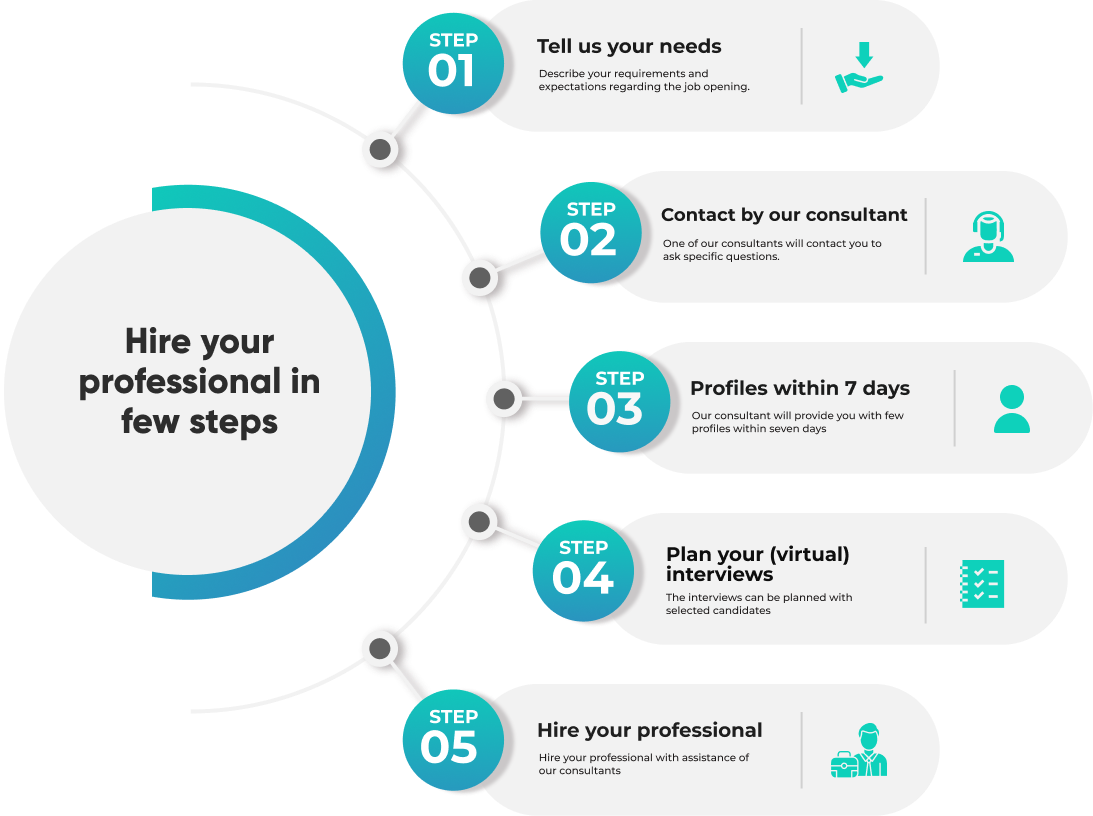 Hire your
professional in
few steps
STEP
01
Tell us your needs
Describe your requirements and
expectations regarding the job opening.
STEP
02
Contact by our consultant
One of our consultants will contact you to
ask specific questions.
STEP
03
Profiles within 7 days
Our consultant will provide you with few
profiles within seven days
STEP
04
Plan your (virtual)
interviews
The interviews can be planned with
selected candidates
STEP
05
Hire your professional
Hire your professional with assistance of
our consultants